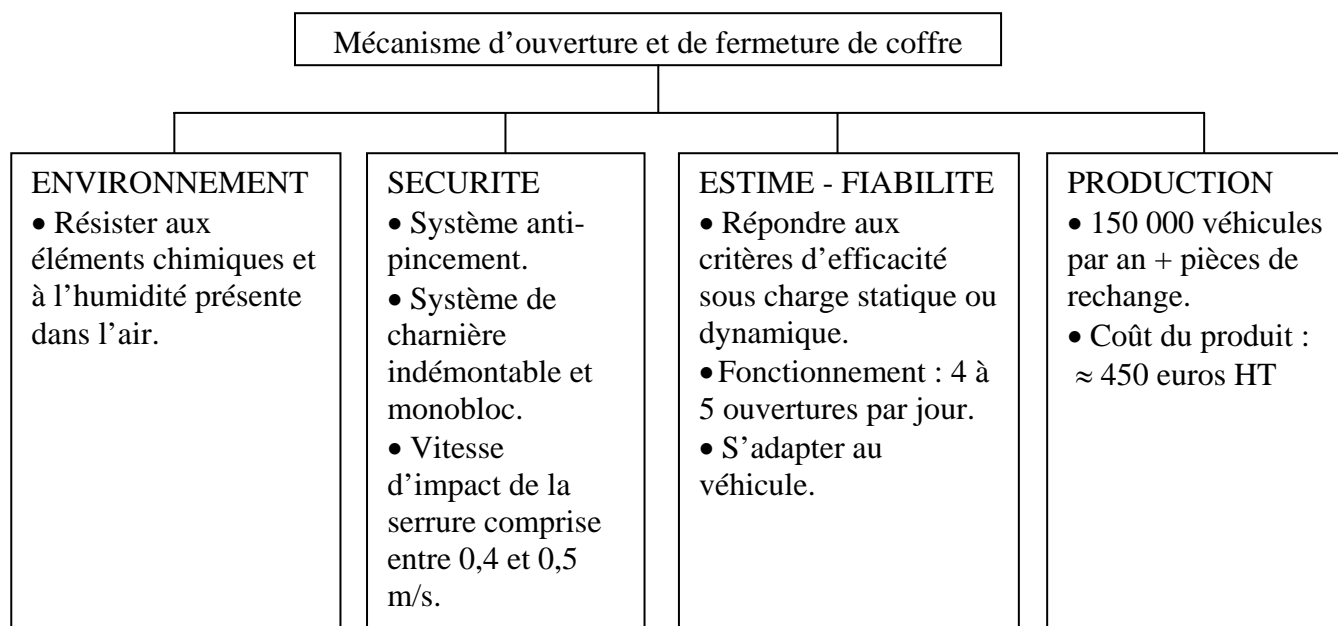 Mécanisme d’ouverture et de fermeture de coffre
ENVIRONNEMENT
• Résister aux
éléments chimiques et
à l’humidité présente
dans l’air.
SECURITE
• Système anti-
pincement.
• Système de
charnière
indémontable et
monobloc.
• Vitesse
d’impact de la
serrure comprise
entre 0,4 et 0,5
m/s.
ESTIME - FIABILITE
• Répondre aux
critères d’efficacité
sous charge statique ou
dynamique.
• Fonctionnement : 4 à
5 ouvertures par jour.
• S’adapter au
véhicule.
PRODUCTION
• 150 000 véhicules
par an + pièces de
rechange.
• Coût du produit :
≈ 450 euros HT